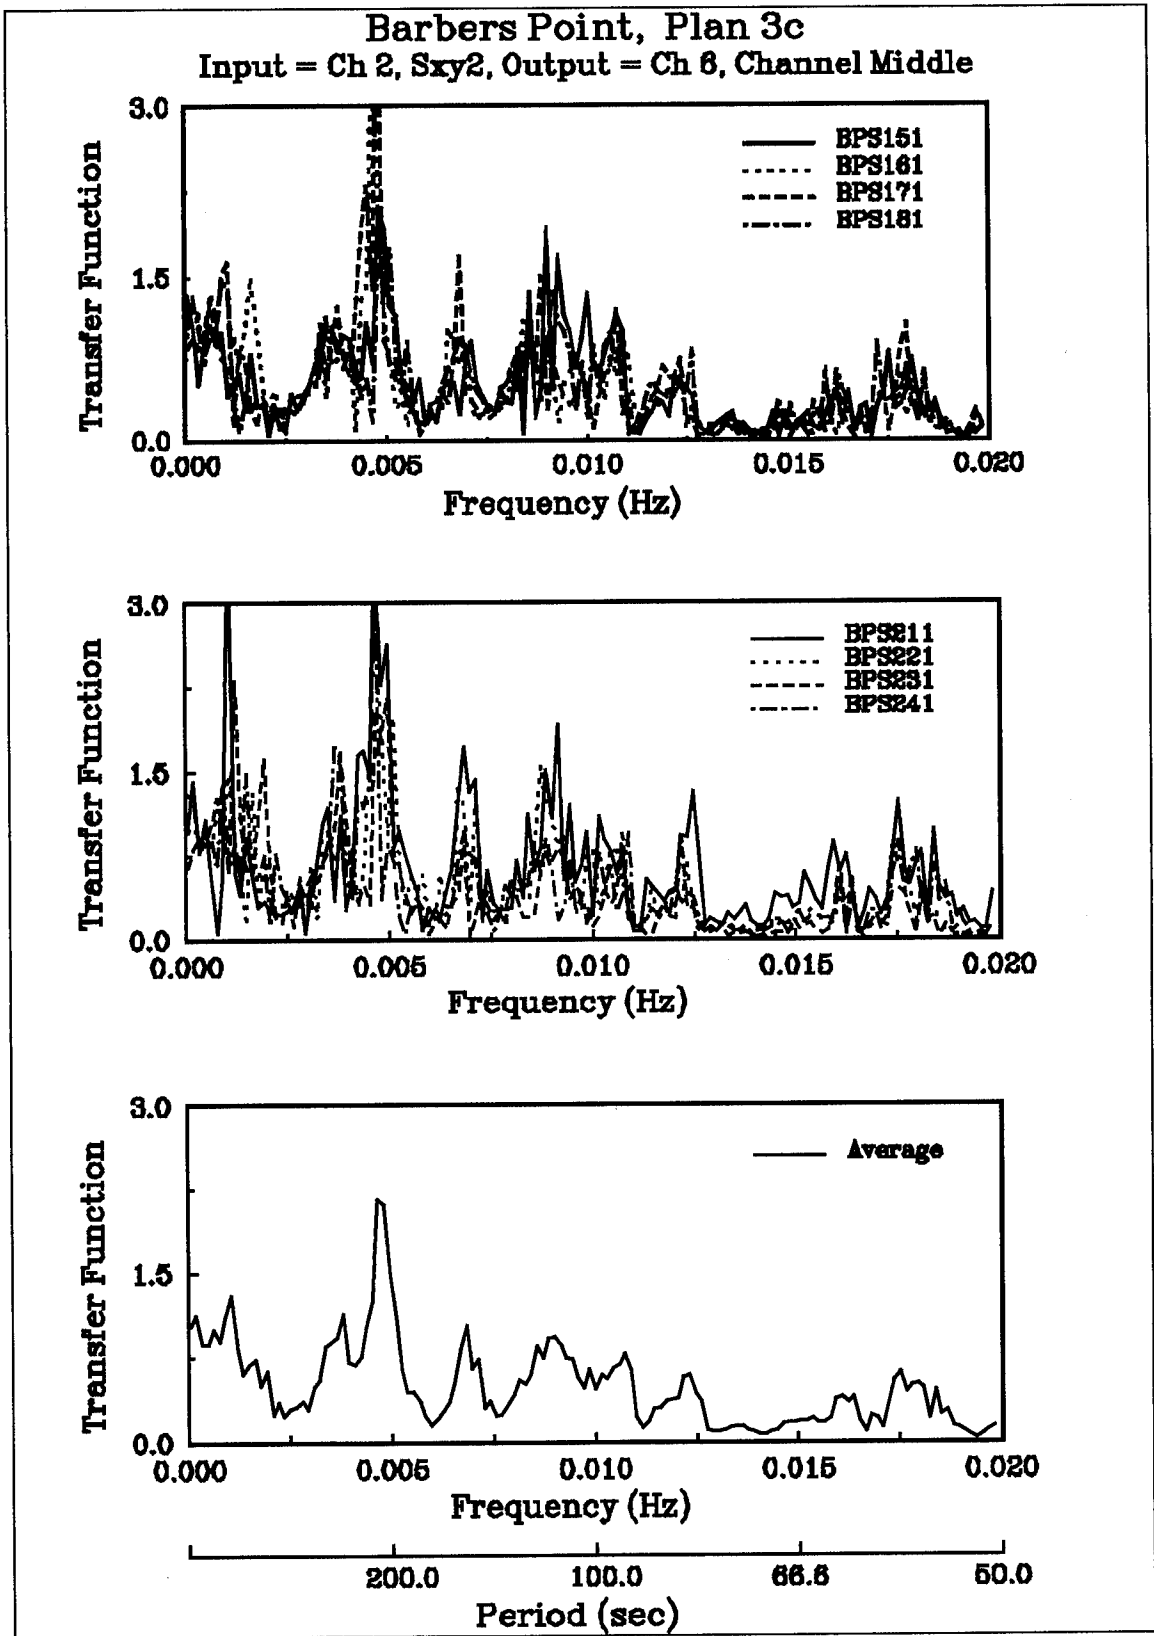 Barbers Point, Plan 3c
Input = Ch 2, Sxy2, Output = Ch 6, Channel Middle
3.0
1.5
0.0
Transfer Function
BPS151
BPS161
BPS171
BPS181
0.000 0.005 0.010 0.015 0.020
Frequency (Hz)
3.0
1.5
0.0
Transfer Function
BPS211
BPS221
BPS231
BPS241
0.000 0.005 0.010 0.015 0.020
Frequency (Hz)
3.0
1.5
0.0
Transfer Function
Average
0.000 0.005 0.010 0.015 0.020
Frequency (Hz)
200.0 100.0 66.6 50.0
Period (sec)